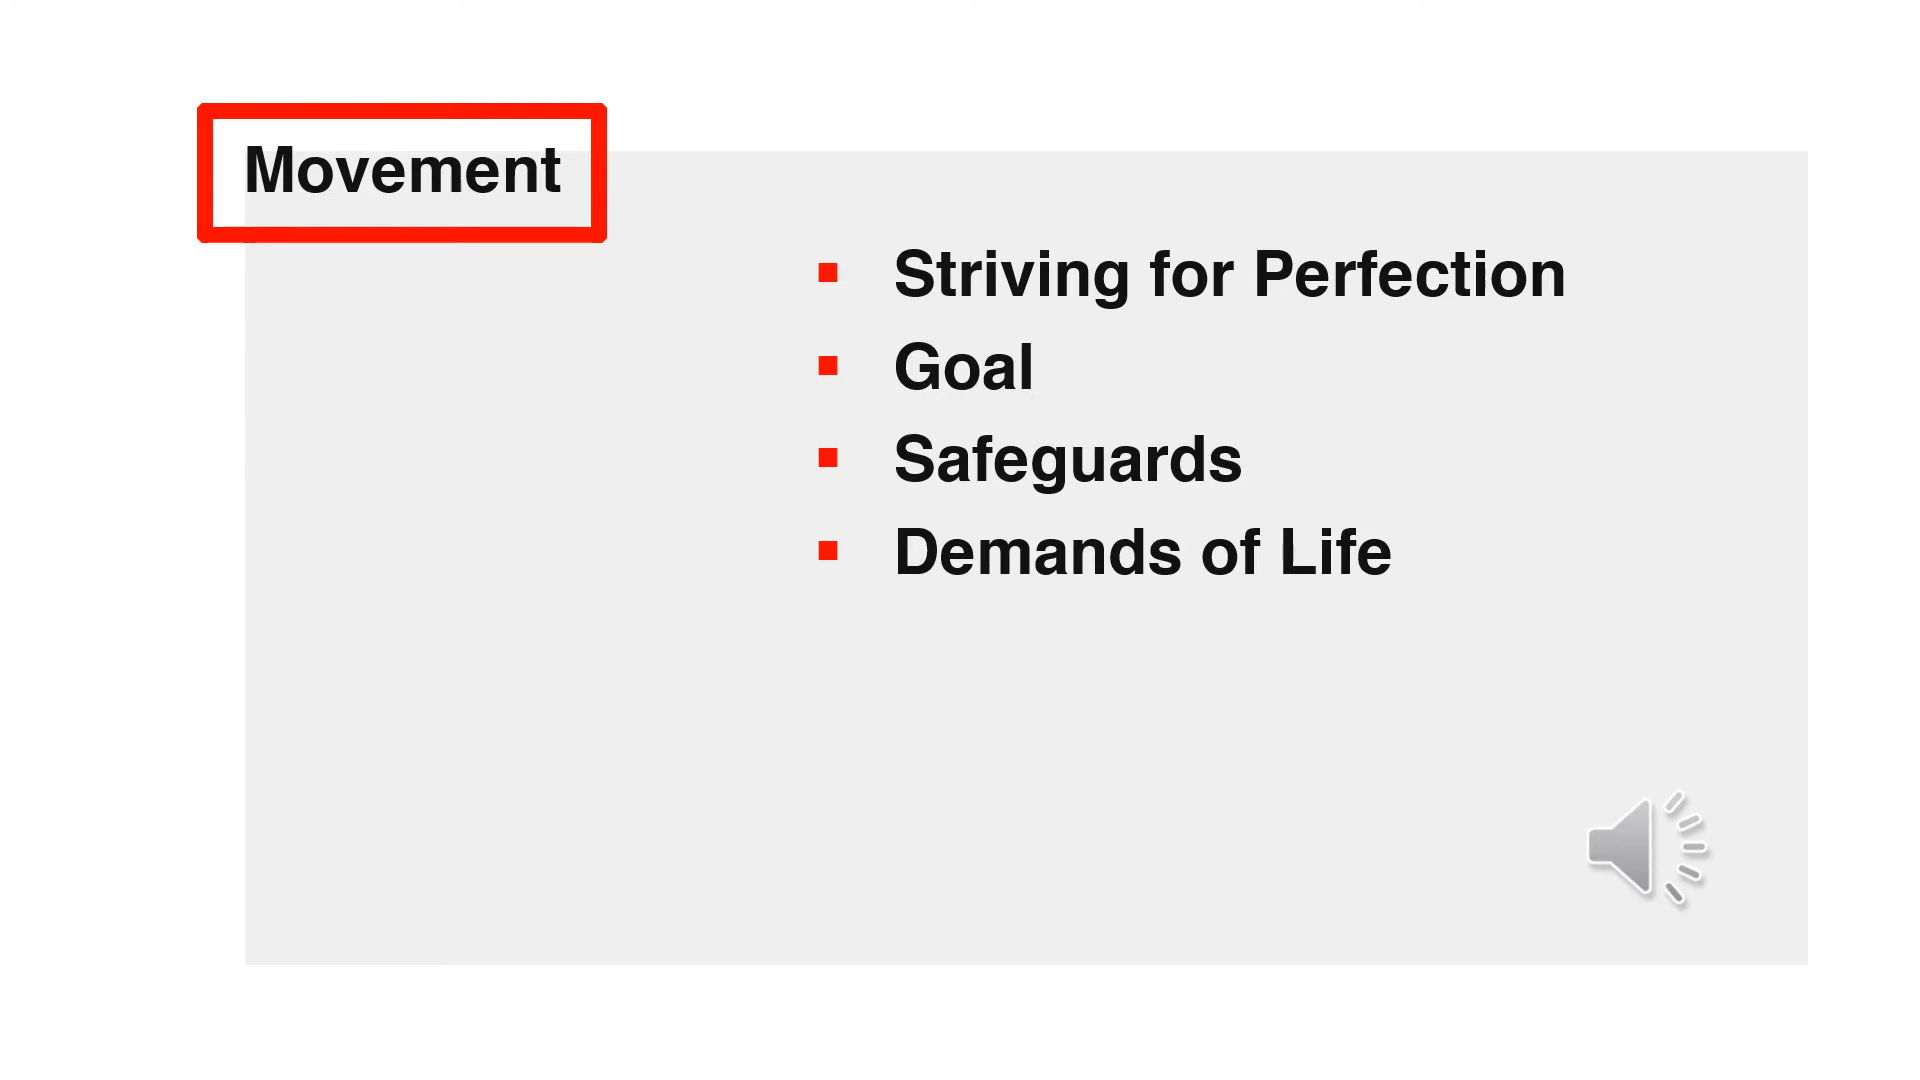 Movement
Striving for Perfection
Goal
Safeguards
Demands of Life